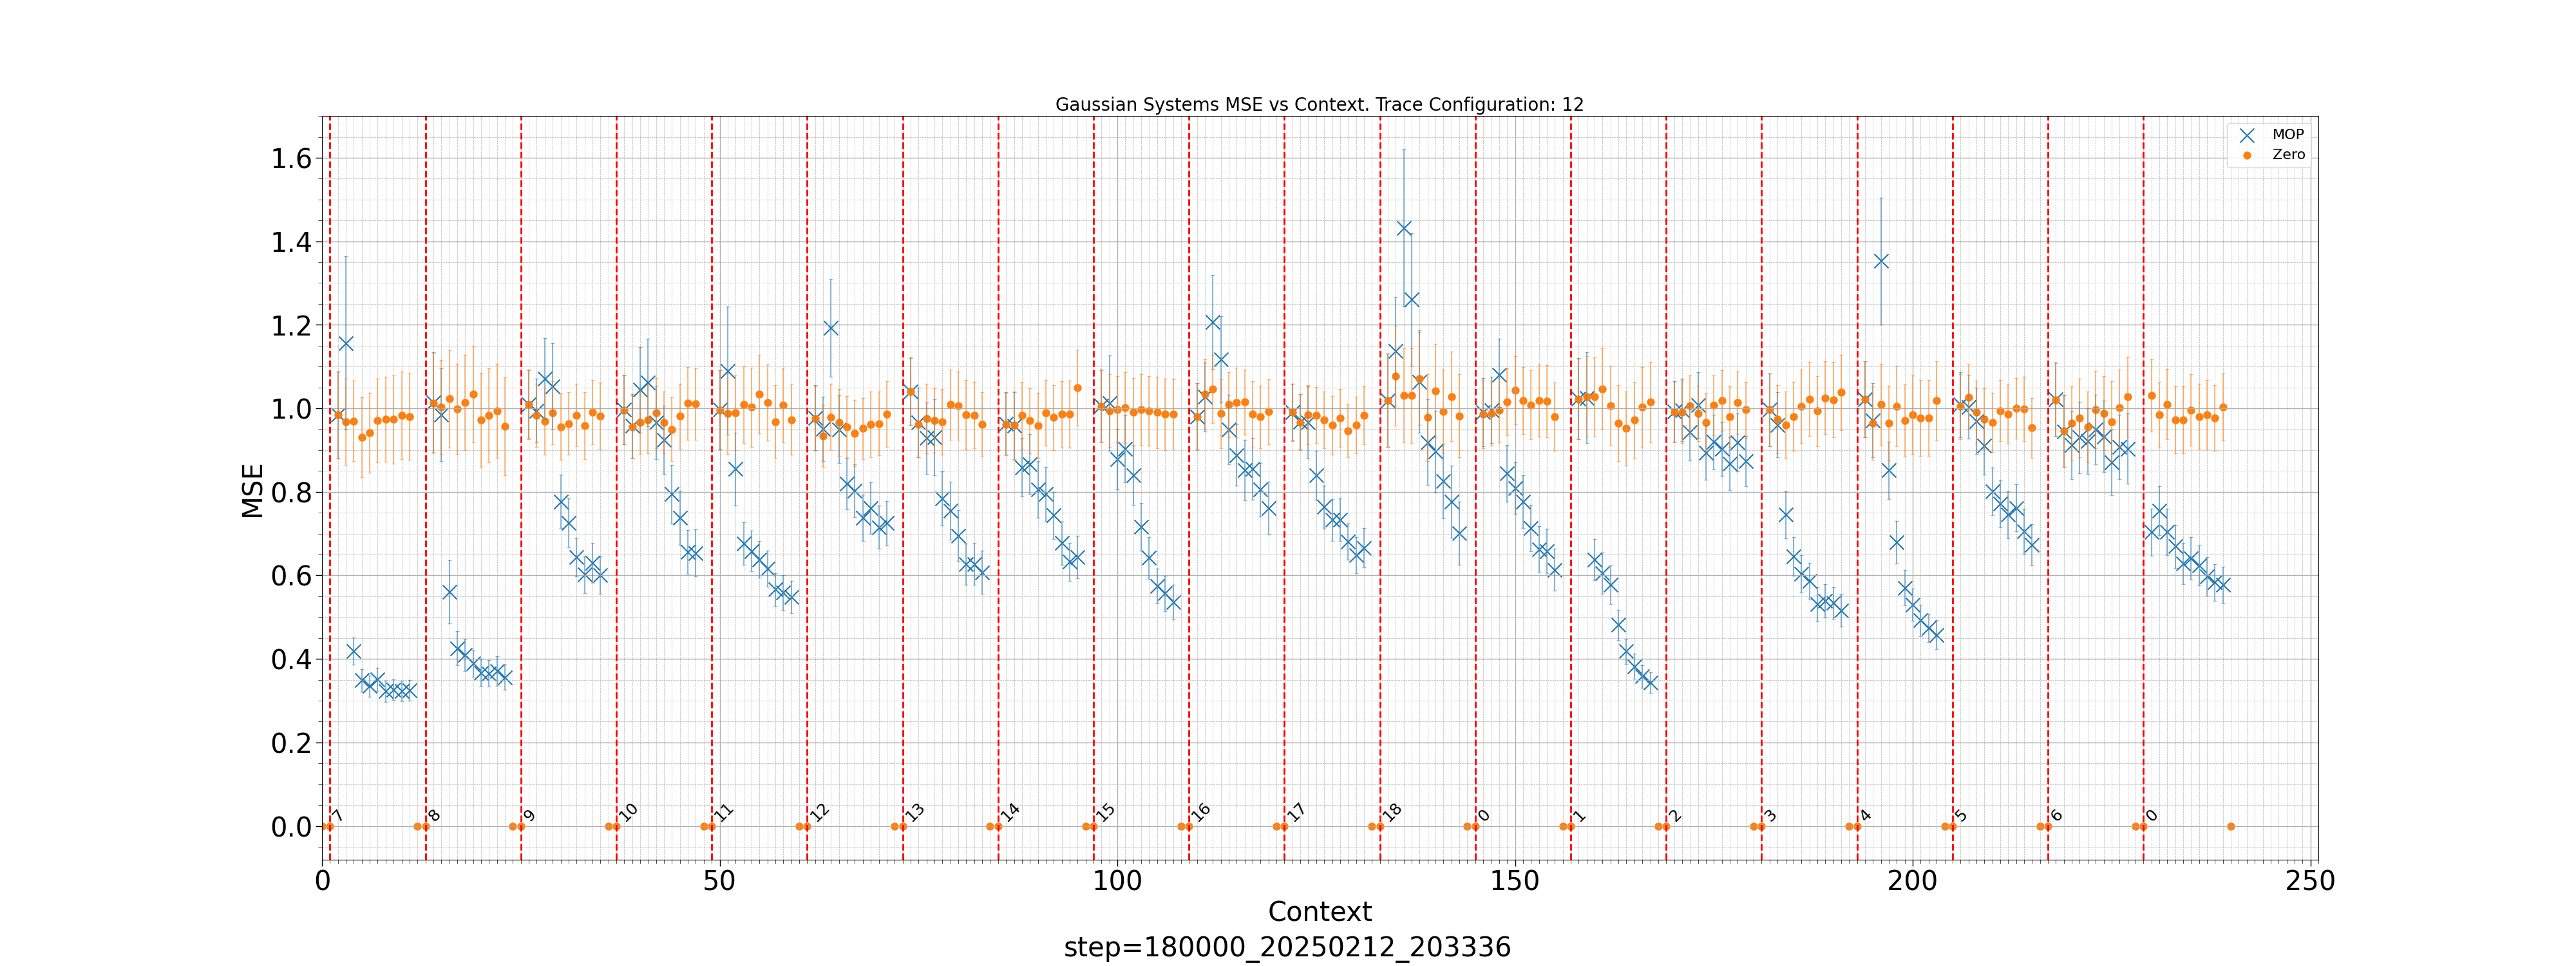 Gaussian Systems MSE vs Context. Trace Configuration: 12
MOP
Zero
1.6
1.4
1.2
1.0
0.8
0.6
0.4
0.2
0.0
MSE
7 8 9 10 11 12 13 14 15 16 17 18 0 1 2 3 4 5 6 0
0 50 100 150 200 250
Context
step=180000_20250212_203336